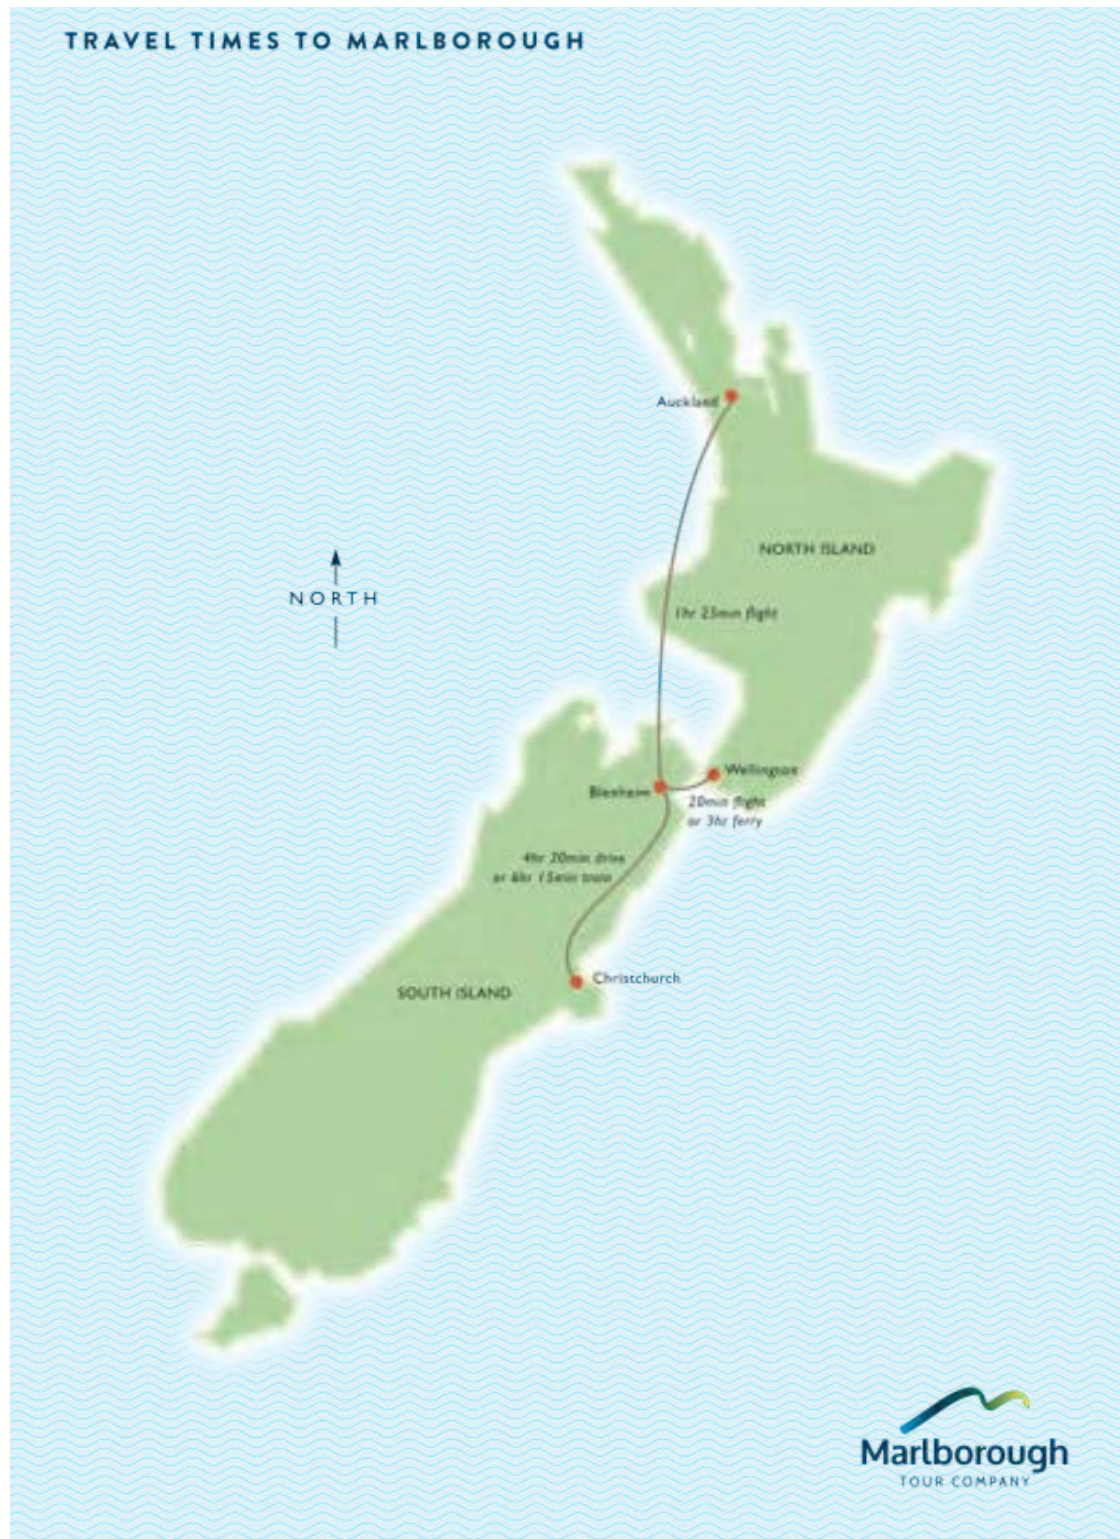 TRAVEL TIMES TO MARLBOROUGH
Auckland
NORTH ISLAND
NORTH
1hr 25min flight
Wellington
Blenheim
20min flight
or 3hr ferry
4hr 20min drive
or 6hr 15min train
Christchurch
SOUTH ISLAND
Marlborough
TOUR COMPANY